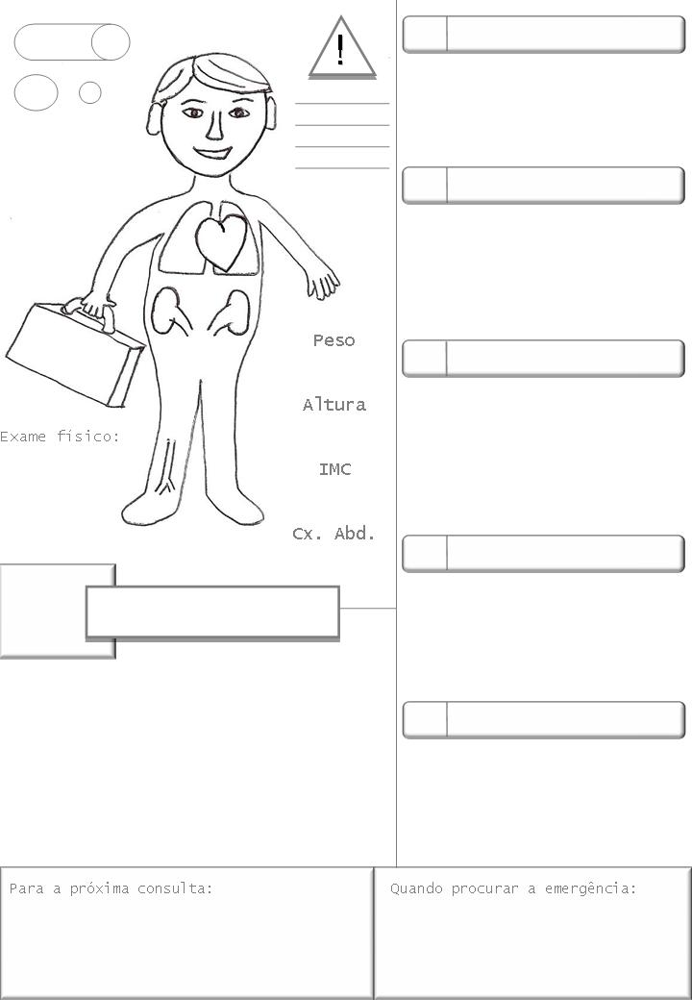 !
Peso
Altura
Exame físico:
IMC
Cx. Abd.
Para a próxima consulta:
Quando procurar a emergência: